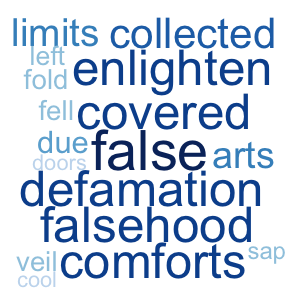 limits collected
left
fold enlighten
fell covered
due false arts
doors
defamation
falsehood
veil comforts sap
cool